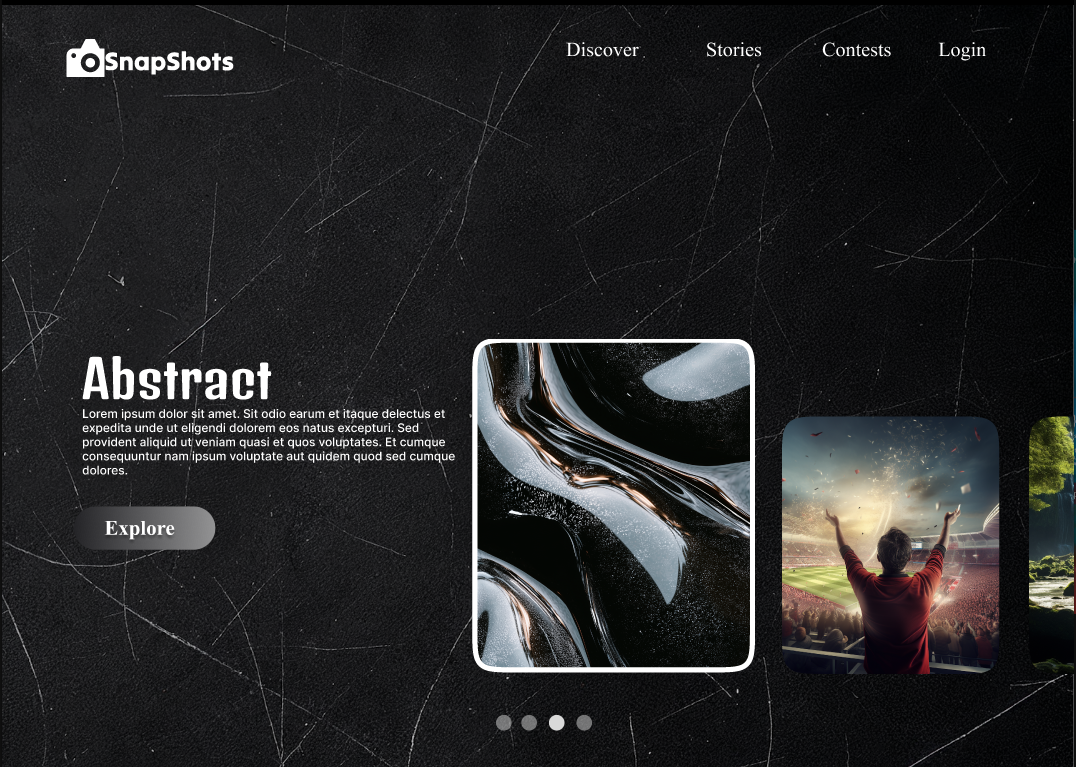 SnapShots
Discover Stories Contests Login
Abstract
Lorem ipsum dolor sit amet. Sit odio earum et itaque delectus et
expedita unde ut eligendi dolorem eos natus excepturi. Sed
provident aliquid ut veniam quasi et quos voluptates. Et cumque
consequuntur nam ipsum voluptate aut quidem quod sed cumque
dolores.
Explore